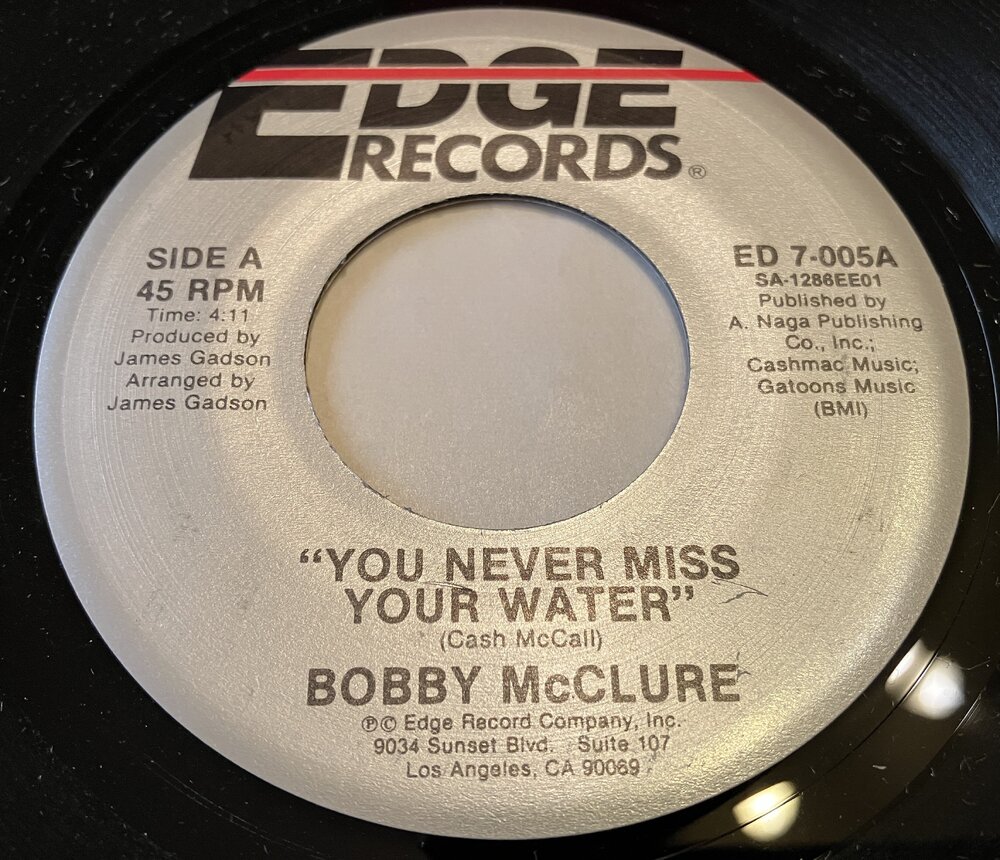 EDGE
RECORDS®
SIDE A
45 RPM
Time: 4:11
Produced by
James Gadson
Arranged by
James Gadson
ED 7-005A
SA-1286EE01
Published by
A. Naga Publishing
Co., Inc.;
Cashmac Music;
Gatoons Music
(BMI)
“YOU NEVER MISS
YOUR WATER”
(Cash McCall)
BOBBY McCLURE
℗© Edge Record Company, Inc.
9034 Sunset Blvd. Suite 107
Los Angeles, CA 90069